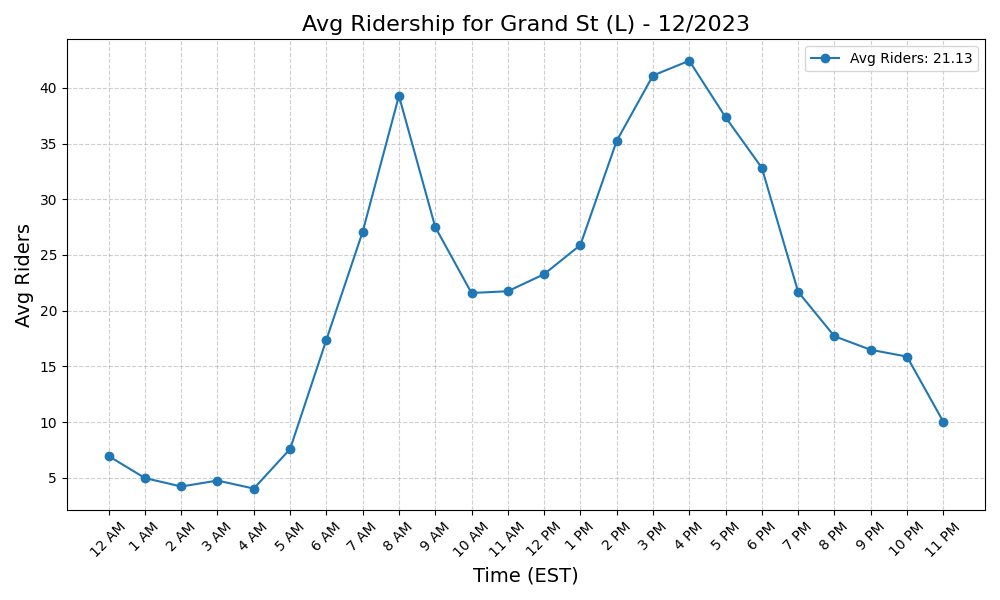 Avg Ridership for Grand St (L) - 12/2023
Avg Riders: 21.13
Avg Riders
40
35
30
25
20
15
10
5
12 AM
1 AM
2 AM
3 AM
4 AM
5 AM
6 AM
7 AM
8 AM
9 AM
10 AM
11 AM
12 PM
1 PM
2 PM
3 PM
4 PM
5 PM
6 PM
7 PM
8 PM
9 PM
10 PM
11 PM
Time (EST)